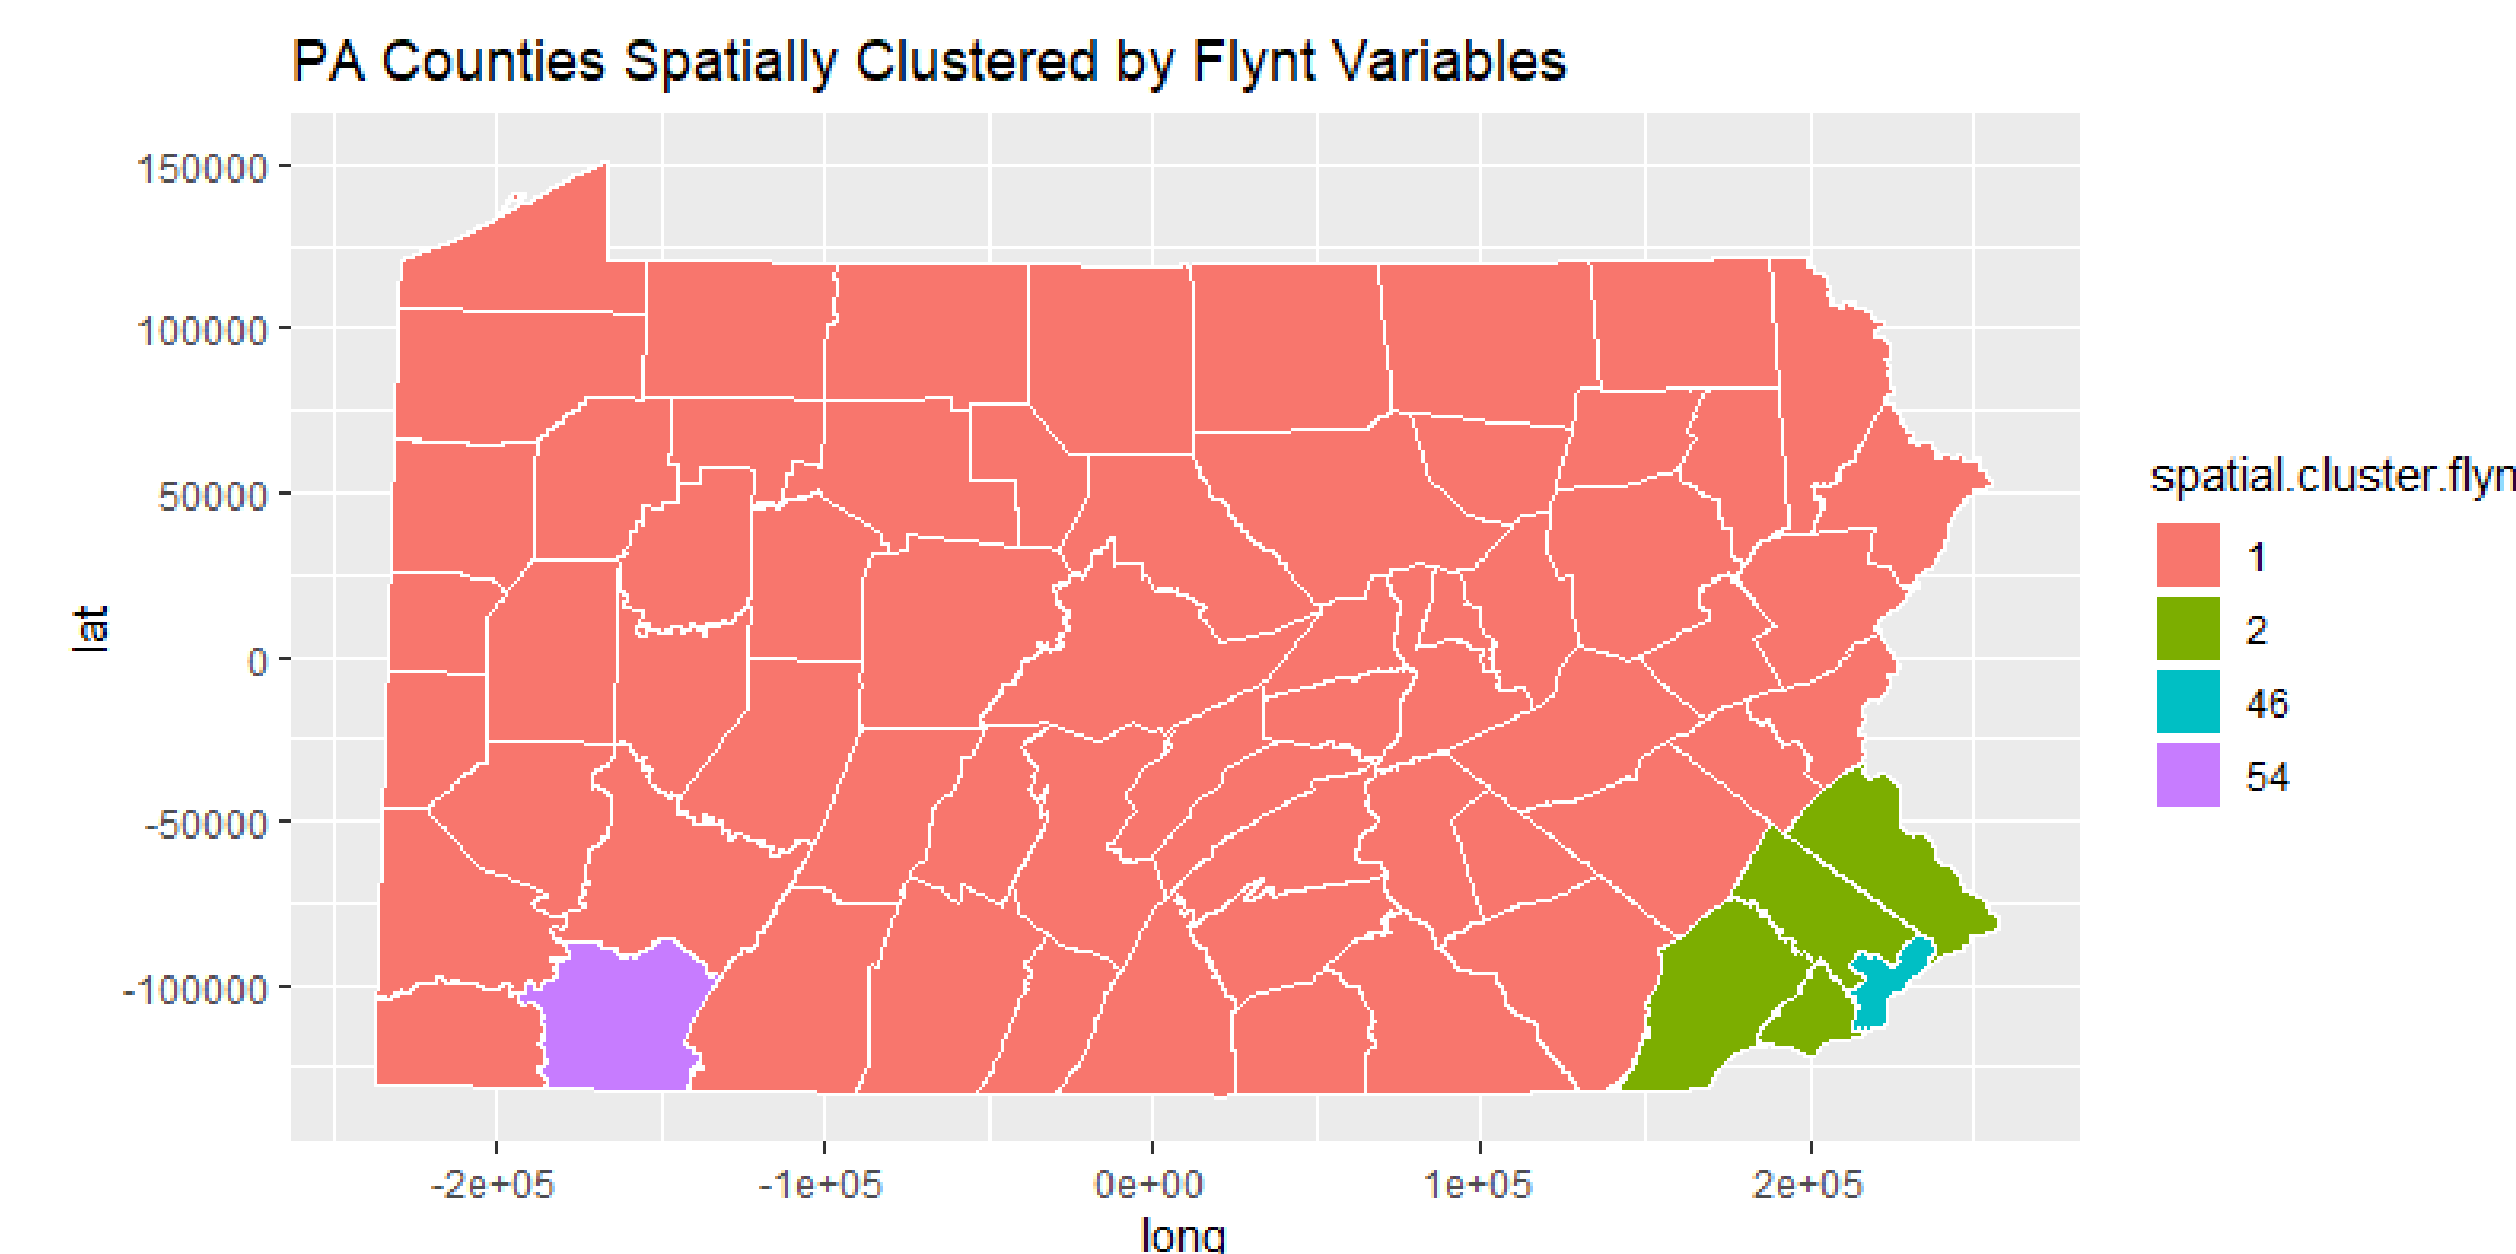 PA Counties Spatially Clustered by Flynt Variables
150000
100000
50000
0
-50000
-100000
lat
-2e+05
-1e+05
0e+00
1e+05
2e+05
long
spatial.cluster.flyn
1
2
46
54